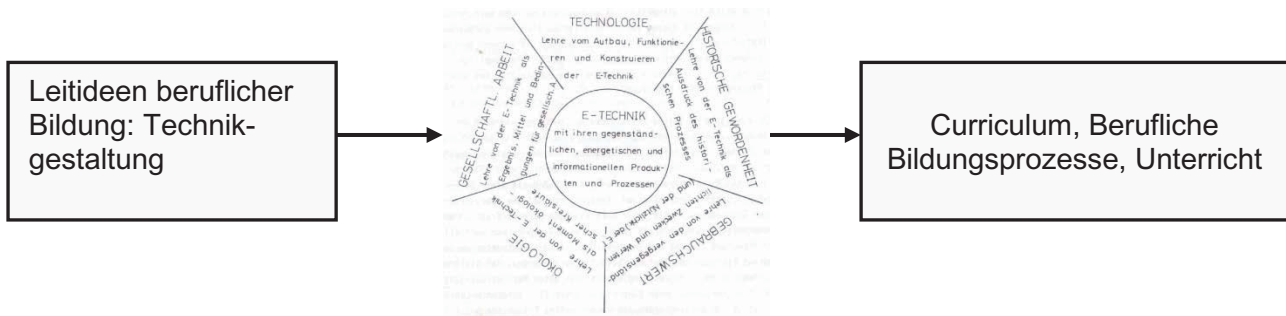 Leitideen beruflicher
Bildung: Technik-
gestaltung
TECHNOLOGIE
Lehre vom Aufbau, Funktionie-
ren und Konstruieren
der E-Technik
HISTORISCHE GEWORDENHEIT
Lehre von der E-Technik als
Ausdruck des histori-
schen Prozesses
GEBRAUCHSWERT
Lehre von den vergegenständ-
lichten Zwecken und Werten
(und der Nützlichk.) der ET
ÖKOLOGIE
Lehre von der E-Technik
als Moment ökologi-
scher Kreisläufe
GESELLSCHAFTL. ARBEIT
Lehre von der E-Technik als
Ergebnis, Mittel und Bedin-
gungen für gesellsch. A
E-TECHNIK
mit ihren gegenständ-
lichen, energetischen und
informationellen Produk-
ten und Prozessen
Curriculum, Berufliche
Bildungsprozesse, Unterricht